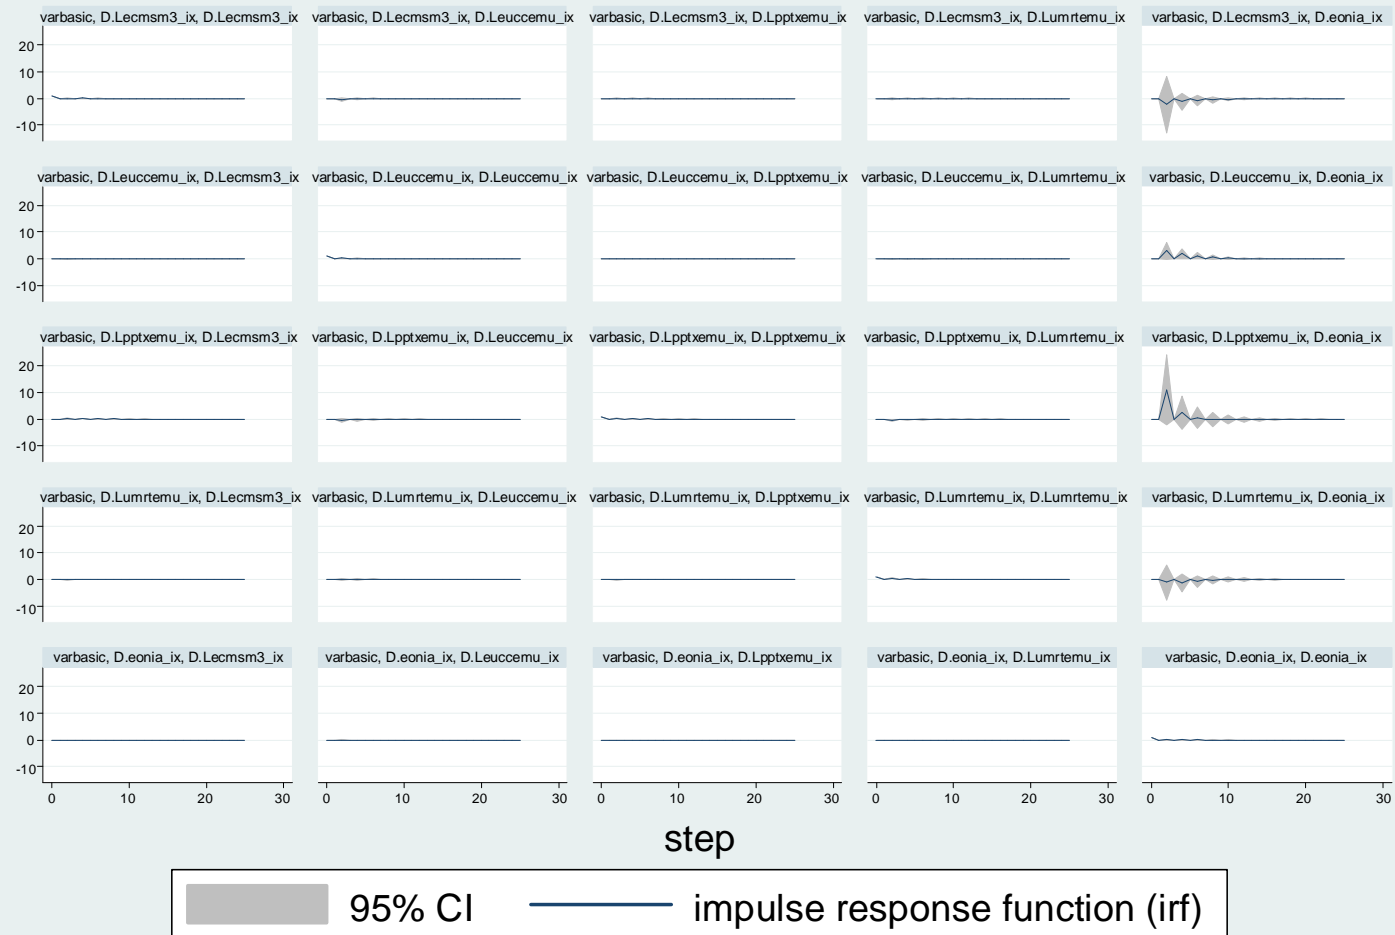 varbasic, D.Lecmsm3_ix, D.Lecmsm3_ix varbasic, D.Lecmsm3_ix, D.Leuccemu_ix varbasic, D.Lecmsm3_ix, D.Lpptxemu_ix varbasic, D.Lecmsm3_ix, D.Lumrtemu_ix varbasic, D.Lecmsm3_ix, D.eonia_ix
20
10
0
-10
varbasic, D.Leuccemu_ix, D.Lecmsm3_ix varbasic, D.Leuccemu_ix, D.Leuccemu_ix varbasic, D.Leuccemu_ix, D.Lpptxemu_ix varbasic, D.Leuccemu_ix, D.Lumrtemu_ix varbasic, D.Leuccemu_ix, D.eonia_ix
20
10
0
-10
varbasic, D.Lpptxemu_ix, D.Lecmsm3_ix varbasic, D.Lpptxemu_ix, D.Leuccemu_ix varbasic, D.Lpptxemu_ix, D.Lpptxemu_ix varbasic, D.Lpptxemu_ix, D.Lumrtemu_ix varbasic, D.Lpptxemu_ix, D.eonia_ix
20
10
0
-10
varbasic, D.Lumrtemu_ix, D.Lecmsm3_ix varbasic, D.Lumrtemu_ix, D.Leuccemu_ix varbasic, D.Lumrtemu_ix, D.Lpptxemu_ix varbasic, D.Lumrtemu_ix, D.Lumrtemu_ix varbasic, D.Lumrtemu_ix, D.eonia_ix
20
10
0
-10
varbasic, D.eonia_ix, D.Lecmsm3_ix varbasic, D.eonia_ix, D.Leuccemu_ix varbasic, D.eonia_ix, D.Lpptxemu_ix varbasic, D.eonia_ix, D.Lumrtemu_ix varbasic, D.eonia_ix, D.eonia_ix
20
10
0
-10
0 10 20 30 0 10 20 30 0 10 20 30 0 10 20 30 0 10 20 30
step
95% CI impulse response function (irf)